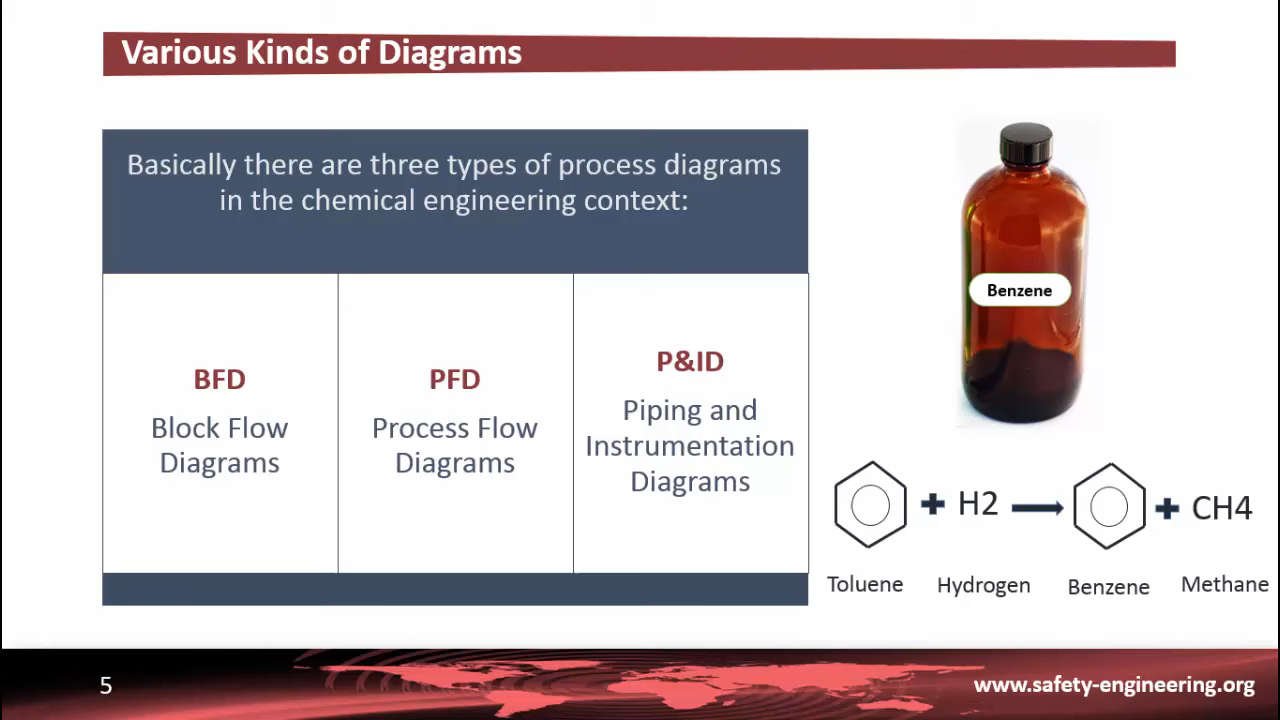 Various Kinds of Diagrams
Basically there are three types of process diagrams
in the chemical engineering context:
BFD
Block Flow
Diagrams
PFD
Process Flow
Diagrams
P&ID
Piping and
Instrumentation
Diagrams
Benzene
+ H2 → + CH4
Toluene Hydrogen Benzene Methane
5
www.safety-engineering.org